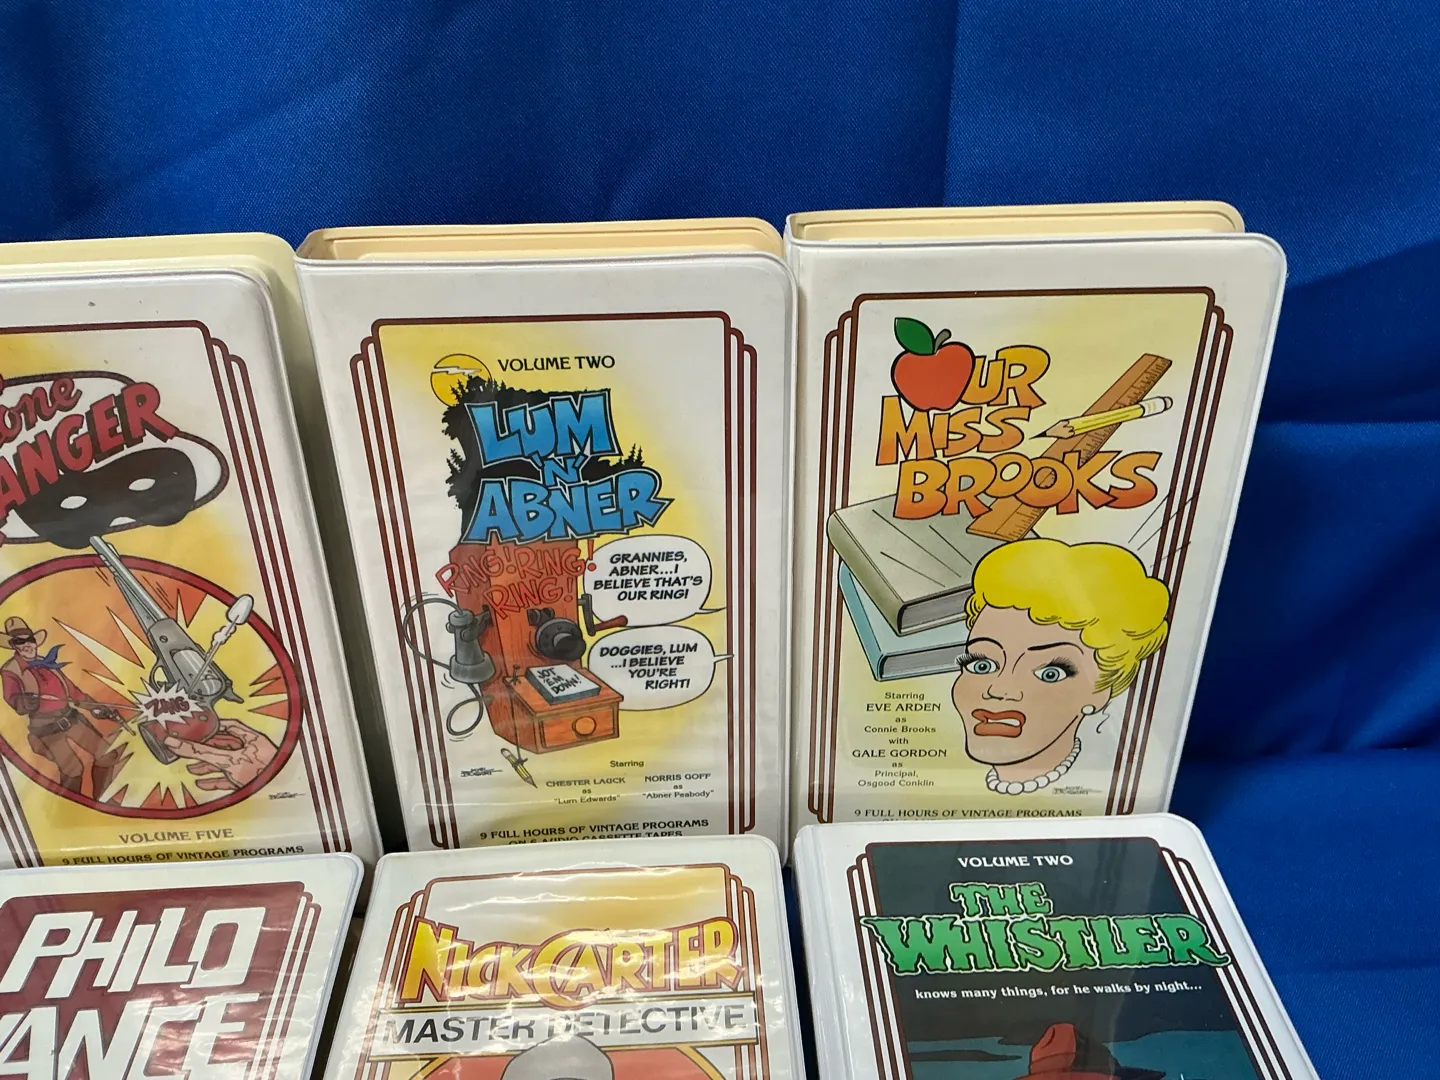 one
ANGER
ZING
VOLUME FIVE
9 FULL HOURS OF VINTAGE PROGRAMS
VOLUME TWO
LUM
N'
ABNER
RING! RING!
RING!
GRANNIES,
ABNER...I
BELIEVE THAT'S
OUR RING!
DOGGIES, LUM
...I BELIEVE
YOU'RE
RIGHT!
JOT
'EM
DOWN!
Starring
CHESTER LAUCK
as
"Lum Edwards"
NORRIS GOFF
as
"Abner Peabody"
9 FULL HOURS OF VINTAGE PROGRAMS
ON 6 AUDIO CASSETTE TAPES
OUR
MISS
BROOKS
Starring
EVE ARDEN
as
Connie Brooks
with
GALE GORDON
as
Principal,
Osgood Conklin
9 FULL HOURS OF VINTAGE PROGRAMS
PHILO
VANCE
NICK CARTER
MASTER DETECTIVE
VOLUME TWO
THE
WHISTLER
knows many things, for he walks by night...